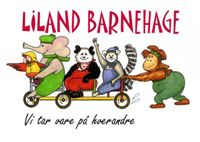 LiLAND BARNEHAGE
Vi tar vare på hverandre